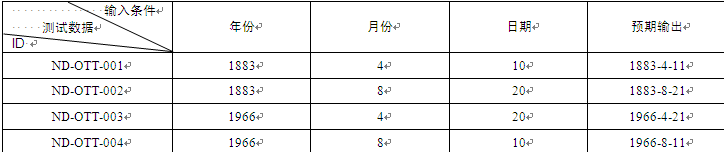 输入条件
测试数据
ID
年份 月份 日期 预期输出
ND-OTT-001 1883 4 10 1883-4-11
ND-OTT-002 1883 8 20 1883-8-21
ND-OTT-003 1966 4 20 1966-4-21
ND-OTT-004 1966 8 10 1966-8-11